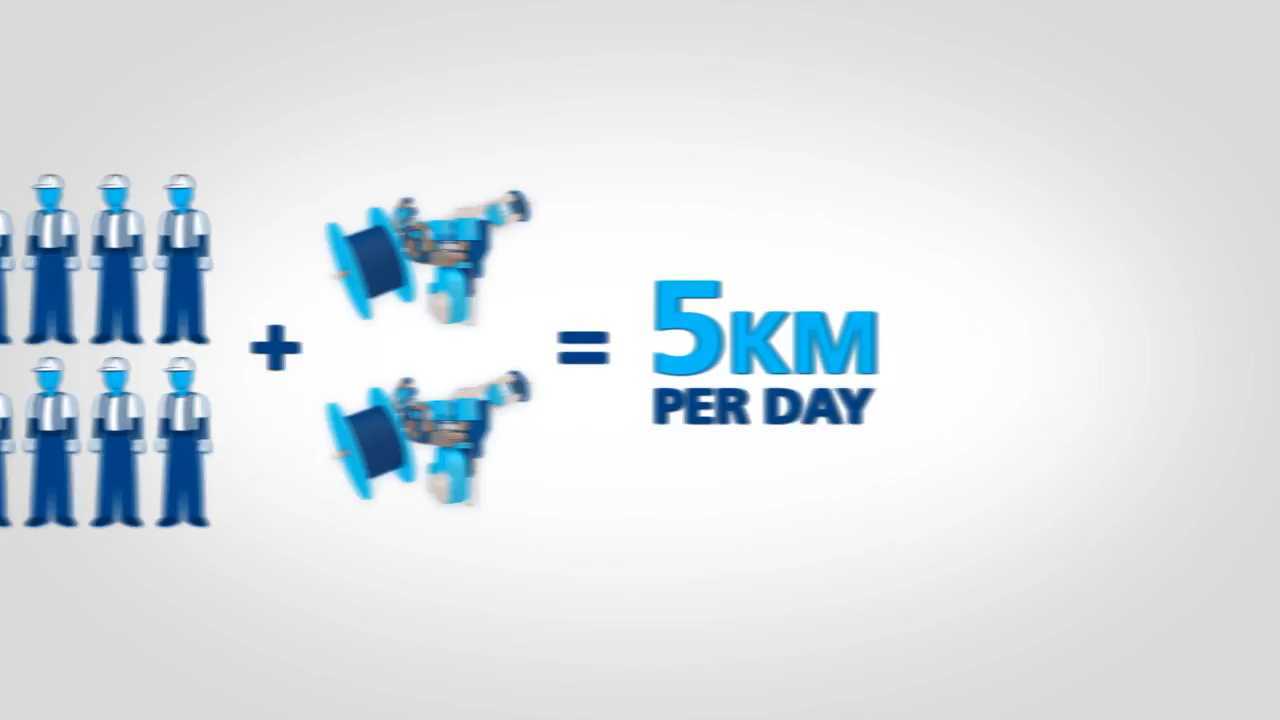 + = 5KM
PER DAY